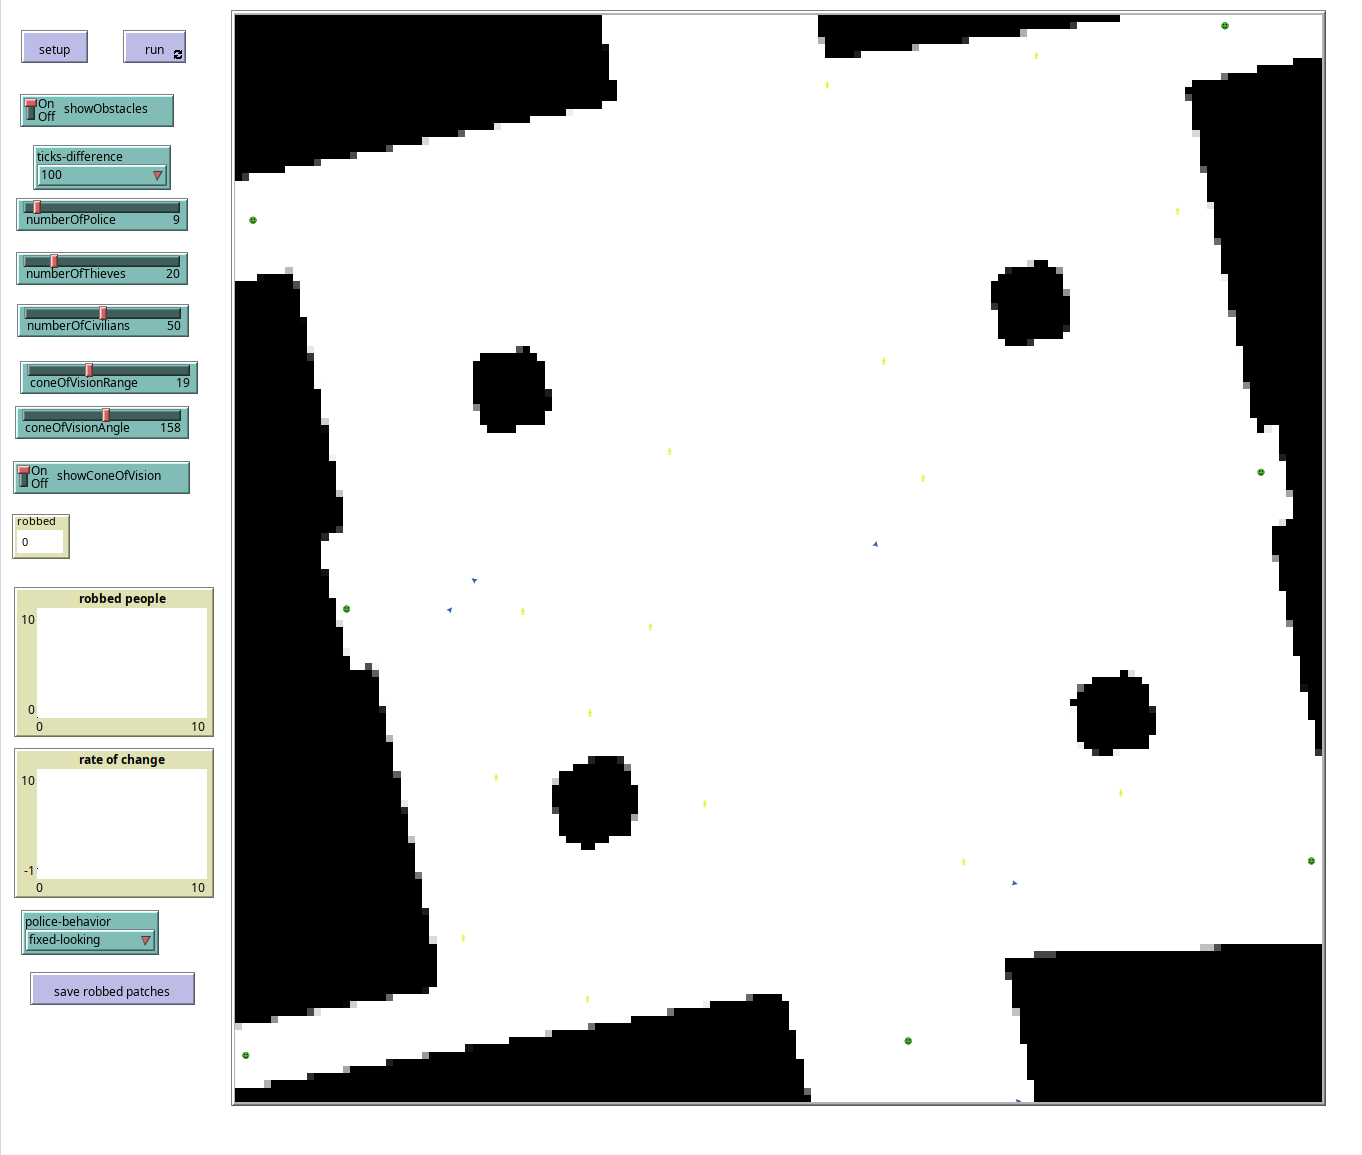 setup
run
On
Off
showObstacles
ticks-difference
100
numberOfPolice 9
numberOfThieves 20
numberOfCivilians 50
coneOfVisionRange 19
coneOfVisionAngle 158
On
Off
showConeOfVision
robbed
0
robbed people
10
0
0 10
rate of change
10
-1
0 10
police-behavior
fixed-looking
save robbed patches